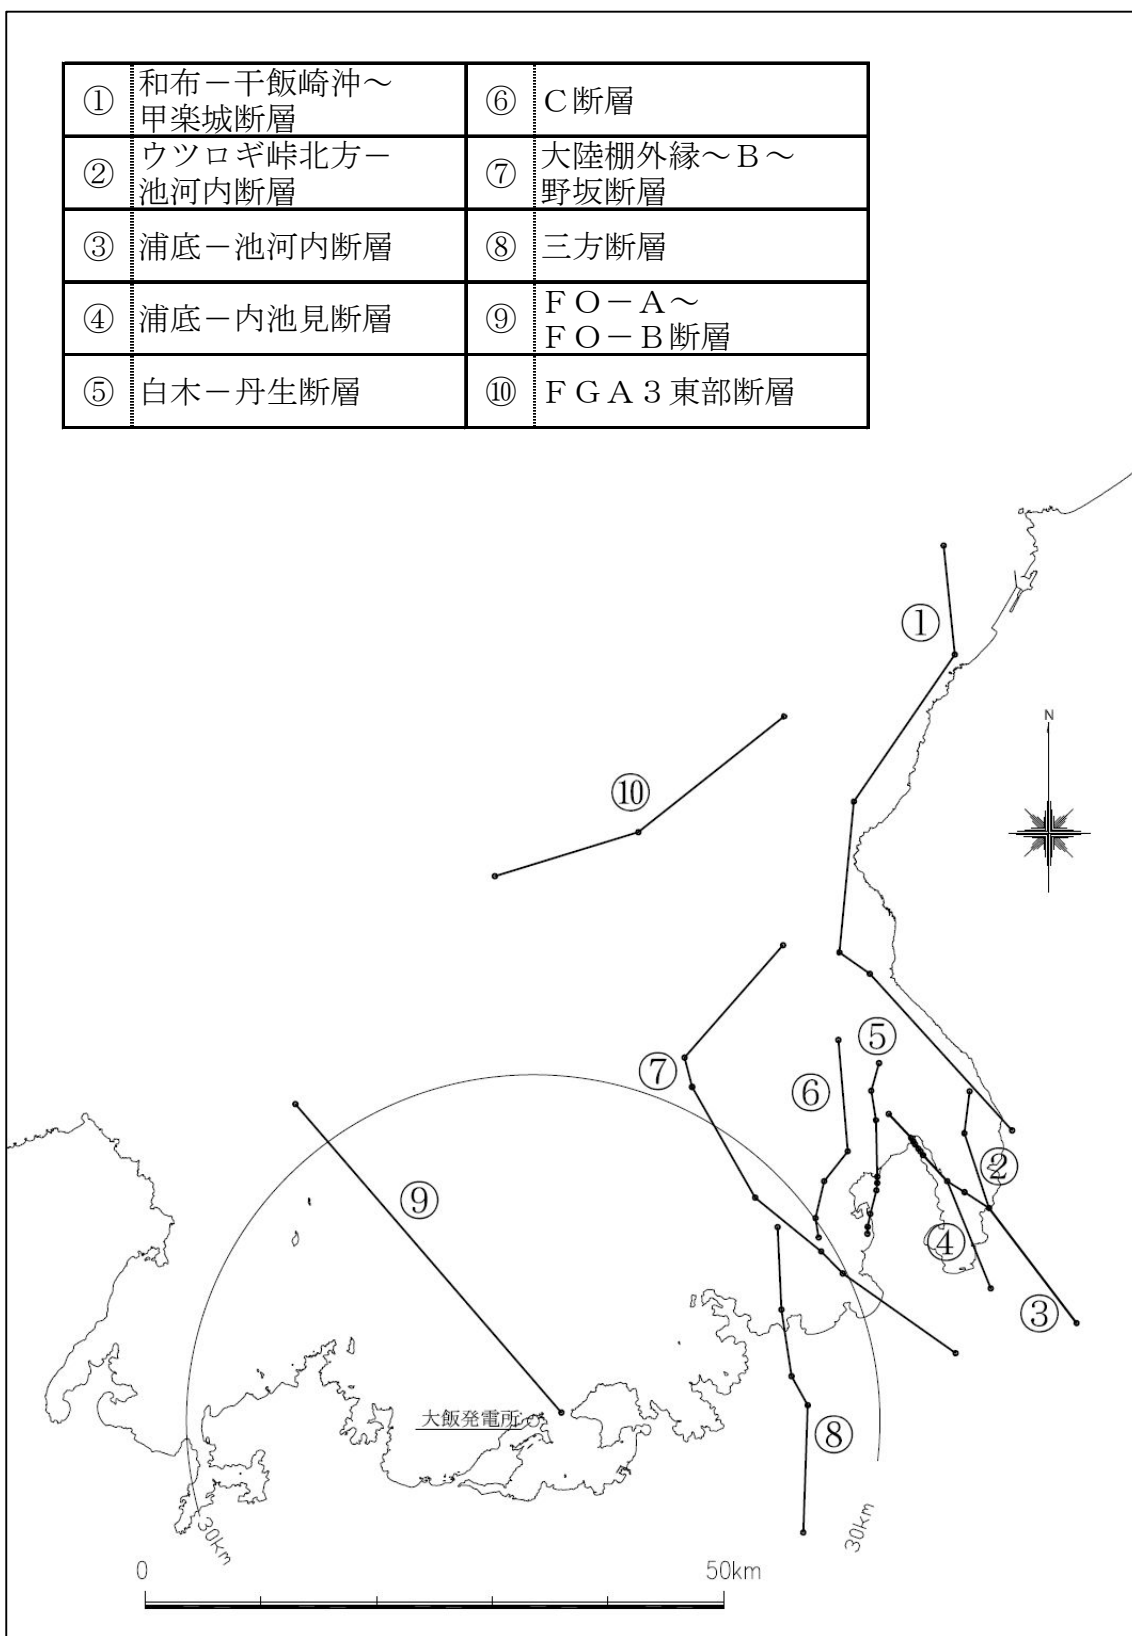 ① 和布－干飯崎沖～
甲楽城断層
⑥ Ｃ断層
② ウツロギ峠北方－
池河内断層
⑦ 大陸棚外縁～Ｂ～
野坂断層
③ 浦底－池河内断層
⑧ 三方断層
④ 浦底－内池見断層
⑨ ＦＯ－Ａ～
ＦＯ－Ｂ断層
⑤ 白木－丹生断層
⑩ ＦＧＡ３東部断層
①
N
⑩
⑤
⑦
⑥
②
⑨
④
③
大飯発電所
⑧
30km
30km
0
50km